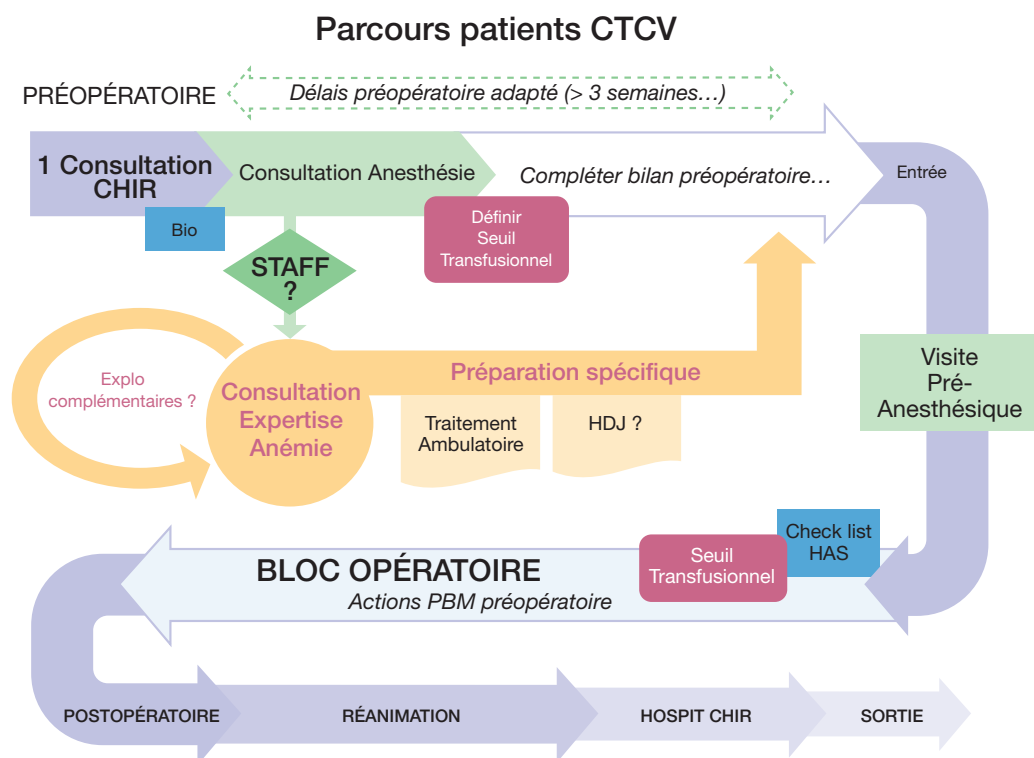 Parcours patients CTCV
PRÉOPÉRATOIRE
Délais préopératoire adapté (> 3 semaines…)
1 Consultation
CHIR
Consultation Anesthésie
Compléter bilan préopératoire…
Entrée
Bio
Définir
Seuil
Transfusionnel
STAFF
?
Explo
complémentaires ?
Consultation
Expertise
Anémie
Préparation spécifique
Traitement
Ambulatoire
HDJ ?
Visite
Pré-
Anesthésique
Check list
HAS
Seuil
Transfusionnel
BLOC OPÉRATOIRE
Actions PBM préopératoire
POSTOPÉRATOIRE
RÉANIMATION
HOSPIT CHIR
SORTIE